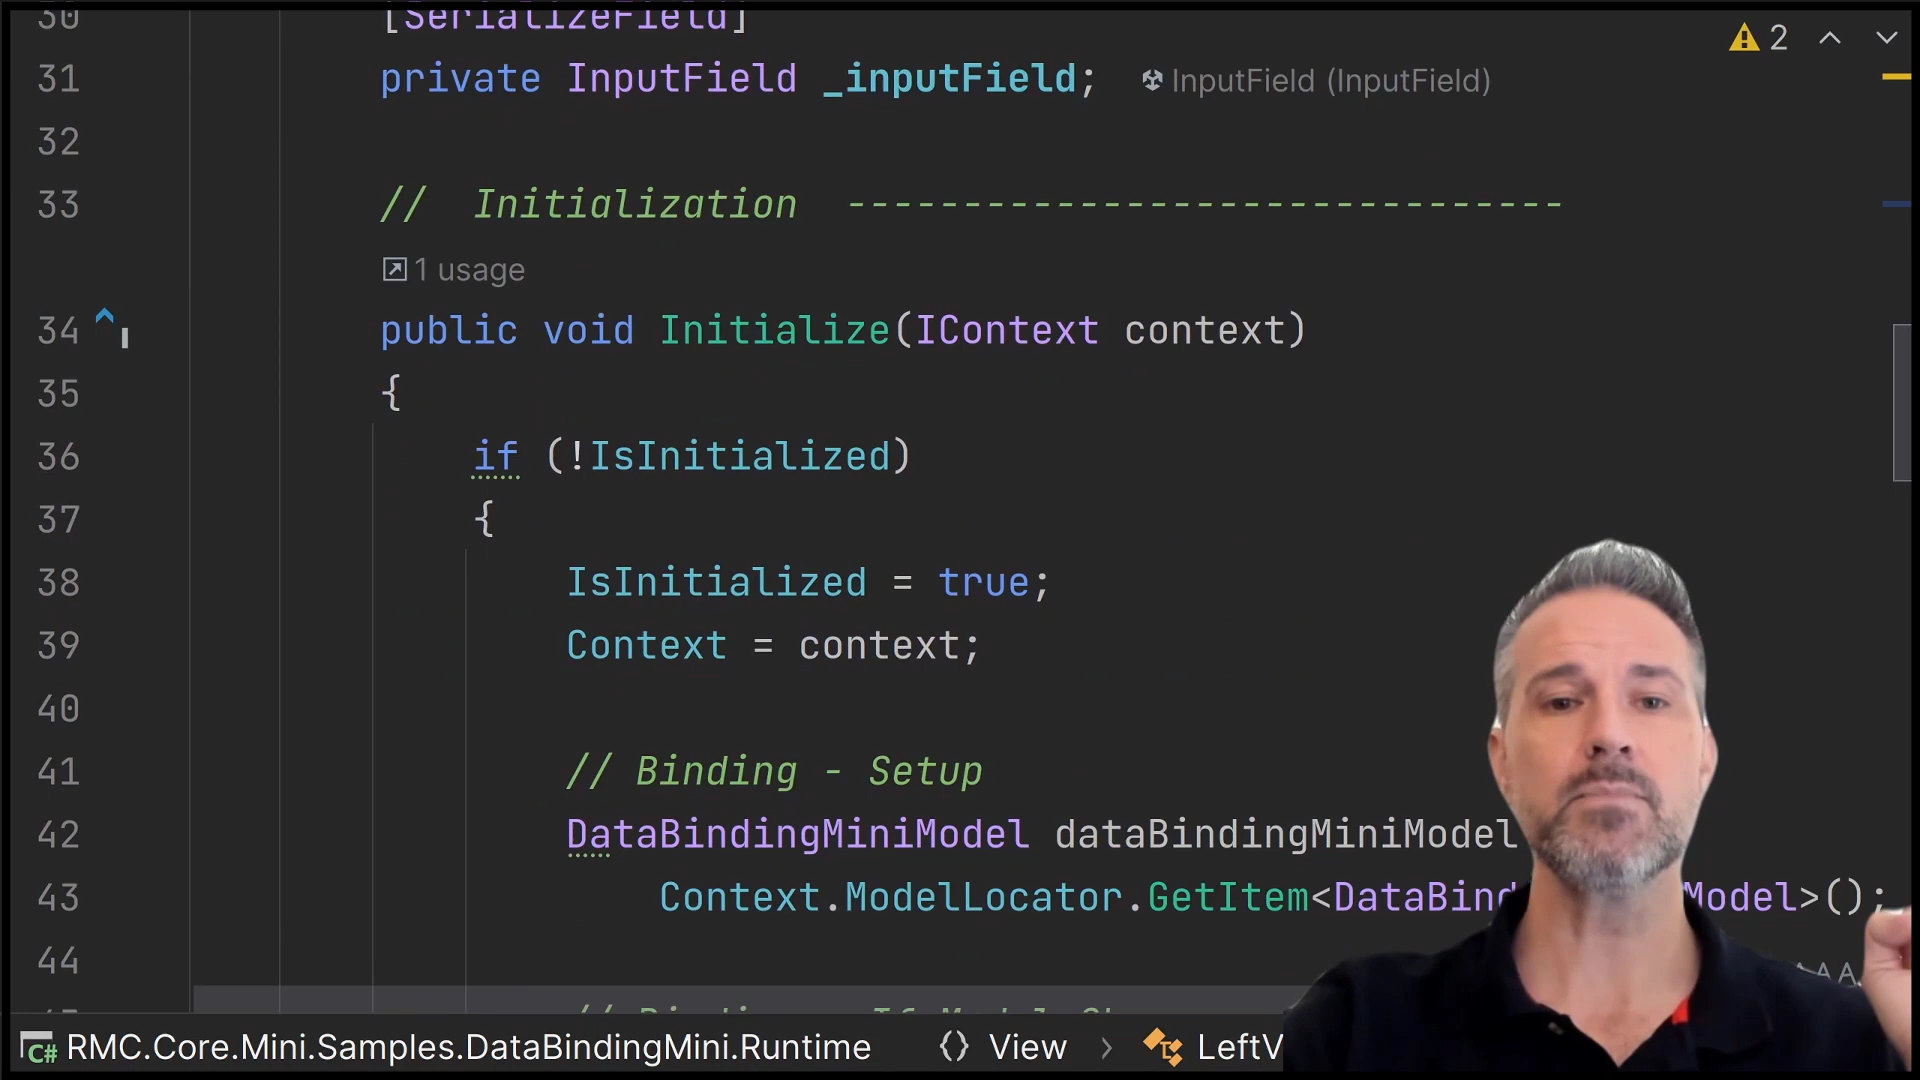 30 [SerializeField]
31 private InputField _inputField; InputField (InputField)
32
33 // Initialization -------------------------------
1 usage
34 public void Initialize(IContext context)
35 {
36 if (!IsInitialized)
37 {
38 IsInitialized = true;
39 Context = context;
40
41 // Binding - Setup
42 DataBindingMiniModel dataBindingMiniModel
43 Context.ModelLocator.GetItem<DataBind Model>();
44
2
C# RMC.Core.Mini.Samples.DataBindingMini.Runtime {} View > LeftV